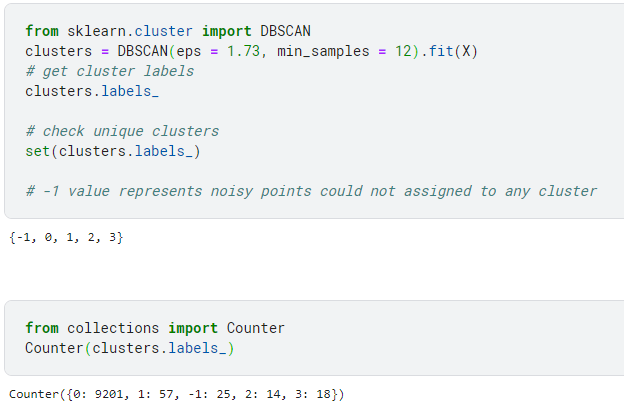 from sklearn.cluster import DBSCAN
clusters = DBSCAN(eps = 1.73, min_samples = 12).fit(X)
# get cluster labels
clusters.labels_
# check unique clusters
set(clusters.labels_)
# -1 value represents noisy points could not assigned to any cluster
{-1, 0, 1, 2, 3}
from collections import Counter
Counter(clusters.labels_)
Counter({0: 9201, 1: 57, -1: 25, 2: 14, 3: 18})